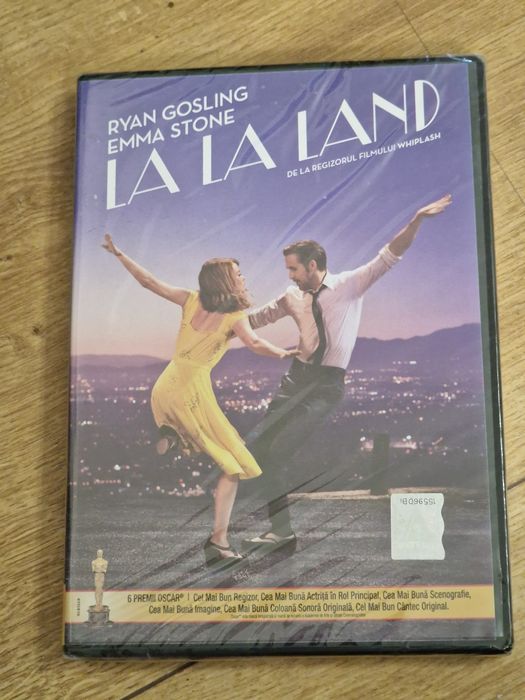 RYAN GOSLING
EMMA STONE
LA LA LAND
DE LA REGIZORUL FILMULUI WHIPLASH
6 PREMII OSCAR® | Cel Mai Bun Regizor, Cea Mai Bună Actriță în Rol Principal, Cea Mai Bună Scenografie,
Cea Mai Bună Imagine, Cea Mai Bună Coloană Sonoră Originală, Cel Mai Bun Cântec Original.